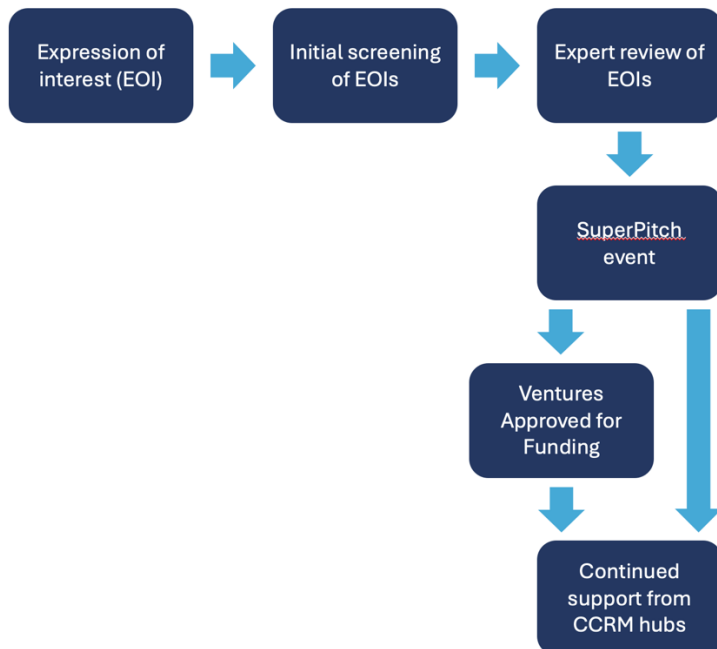 Expression of
interest (EOI)
Initial screening
of EOIs
Expert review of
EOIs
SuperPitch
event
Ventures
Approved for
Funding
Continued
support from
CCRM hubs